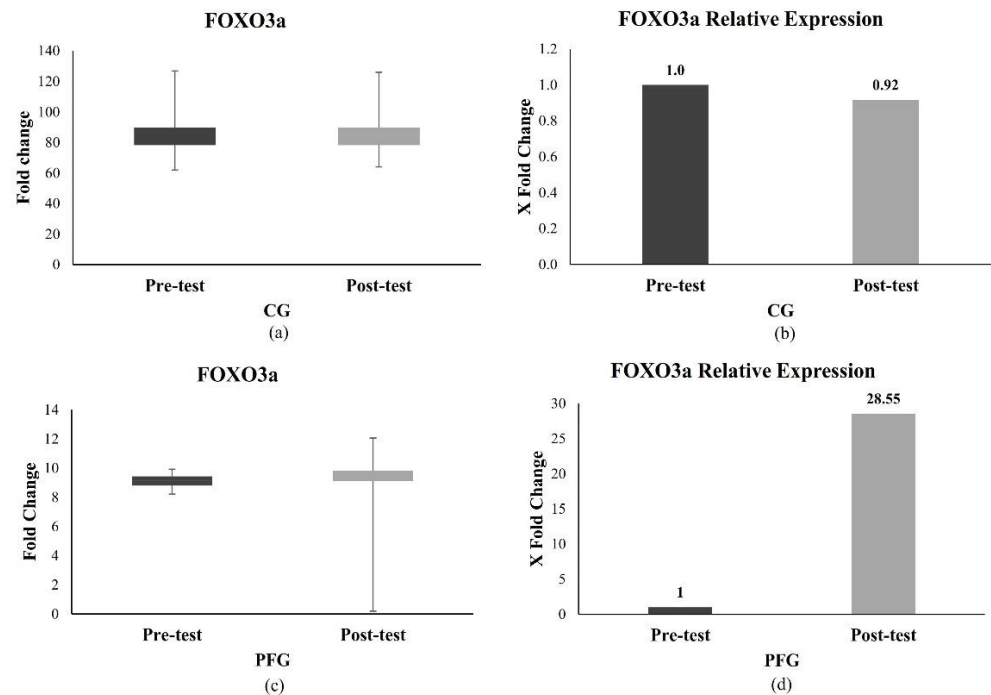 FOXO3a
Fold change
140
120
100
80
60
40
20
0
Pre-test Post-test
CG
(a)
FOXO3a Relative Expression
X Fold Change
1.2
1.0
0.8
0.6
0.4
0.2
0.0
1.0
0.92
Pre-test Post-test
CG
(b)
FOXO3a
Fold Change
14
12
10
8
6
4
2
0
Pre-test Post-test
PFG
(c)
FOXO3a Relative Expression
X Fold Change
30
25
20
15
10
5
0
1
28.55
Pre-test Post-test
PFG
(d)